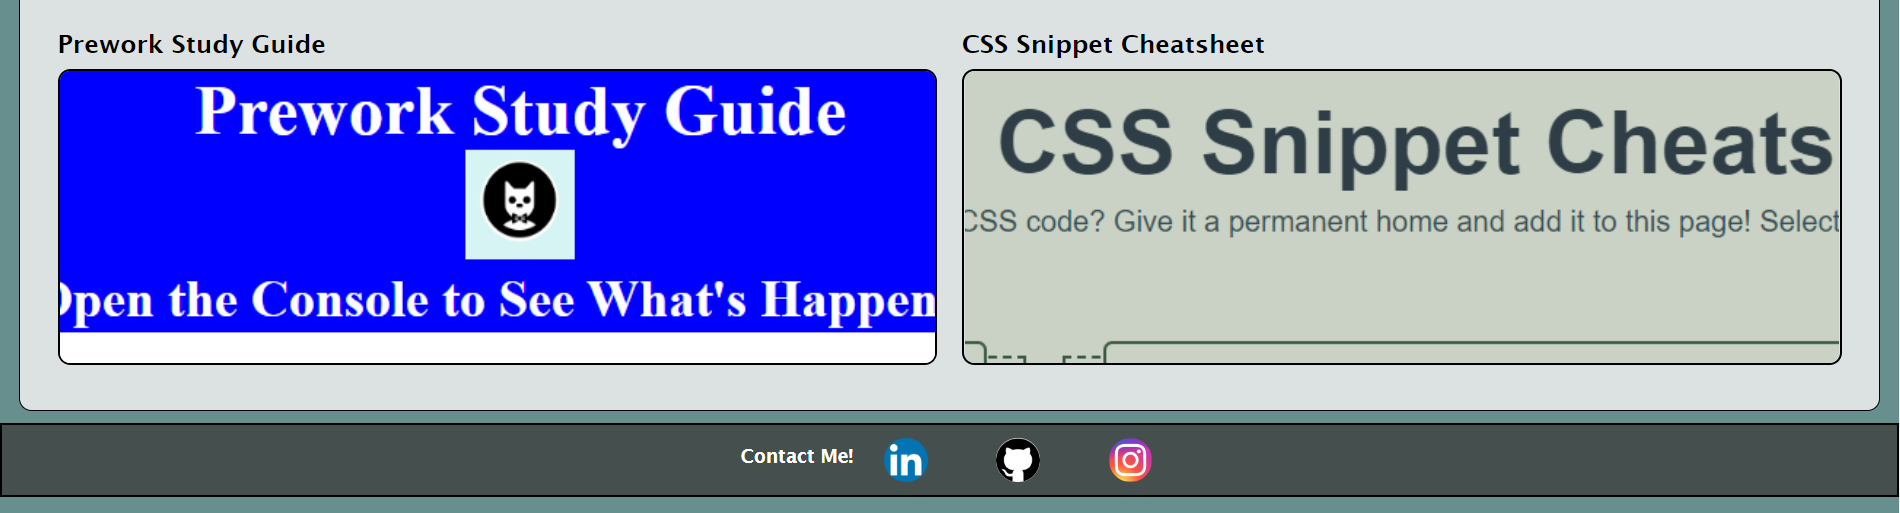 Prework Study Guide
CSS Snippet Cheatsheet
Prework Study Guide
Open the Console to See What's Happen
CSS Snippet Cheats
CSS code? Give it a permanent home and add it to this page! Select
Contact Me!
in